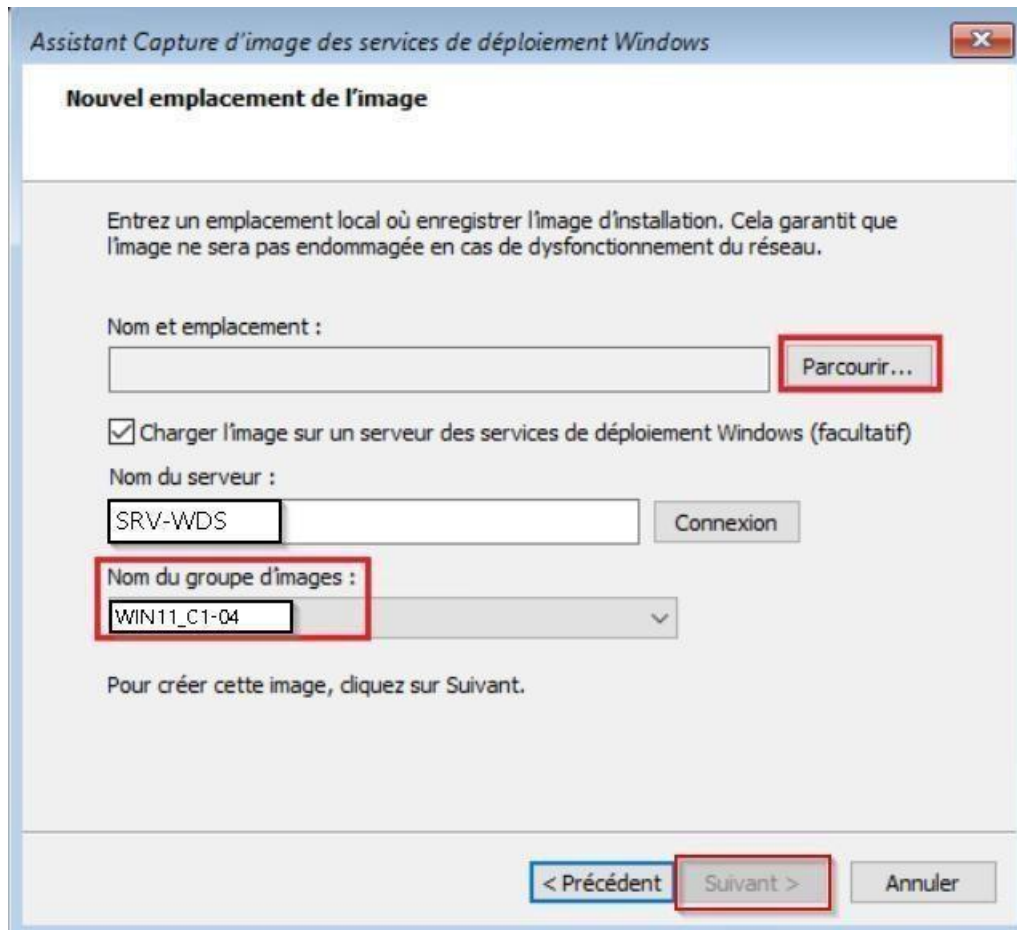 Assistant Capture d'image des services de déploiement Windows
Nouvel emplacement de l'image
Entrez un emplacement local où enregistrer l'image d'installation. Cela garantit que
l'image ne sera pas endommagée en cas de dysfonctionnement du réseau.
Nom et emplacement :
Parcourir...
Charger l'image sur un serveur des services de déploiement Windows (facultatif)
Nom du serveur :
SRV-WDS
Connexion
Nom du groupe d'images :
WIN11_C1-04
Pour créer cette image, cliquez sur Suivant.
< Précédent
Suivant >
Annuler